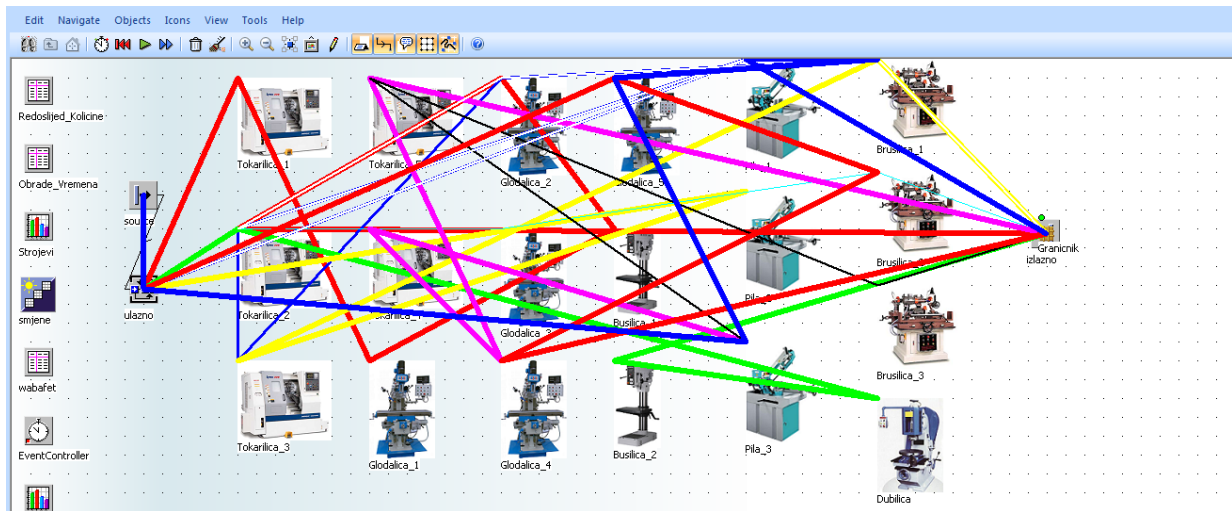 Edit Navigate Objects Icons View Tools Help
Redoslijed_Kolicine
Tokarilica_1
Glodalica_2
Brusilica_1
Obrade_Vremena
source
Strojevi
Granicnik
izlazno
smjene
ulazno
Tokarilica_2
Glodalica_3
Busilica_1
Pila_2
Brusilica_3
wabafet
Tokarilica_3
Glodalica_1
Glodalica_4
Busilica_2
Pila_3
EventController
Dubilica